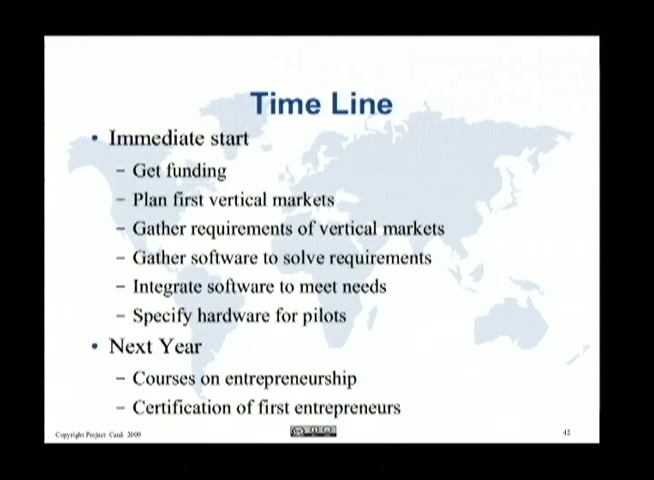 Time Line
• Immediate start
– Get funding
– Plan first vertical markets
– Gather requirements of vertical markets
– Gather software to solve requirements
– Integrate software to meet needs
– Specify hardware for pilots
• Next Year
– Courses on entrepreneurship
– Certification of first entrepreneurs
Copyright Project Cauã 2009